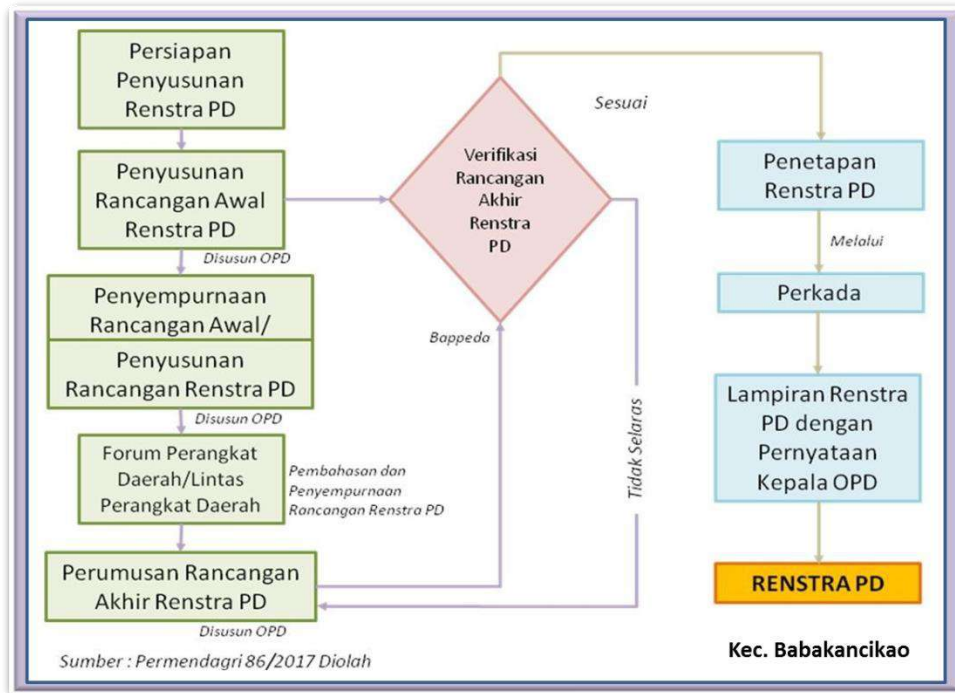 Persiapan
Penyusunan
Renstra PD
Penyusunan
Rancangan Awal
Renstra PD
Disusun OPD
Penyempurnaan
Rancangan Awal/
Penyusunan
Rancangan Renstra PD
Disusun OPD
Forum Perangkat
Daerah/Lintas
Perangkat Daerah
Pembahasan dan
Penyempurnaan
Rancangan Renstra PD
Perumusan Rancangan
Akhir Renstra PD
Disusun OPD
Verifikasi
Rancangan
Akhir
Renstra
PD
Bappeda
Tidak Selaras
Sesuai
Penetapan
Renstra PD
Melalui
Perkada
Lampiran Renstra
PD dengan
Pernyataan
Kepala OPD
RENSTRA PD
Sumber : Permendagri 86/2017 Diolah
Kec. Babakancikao